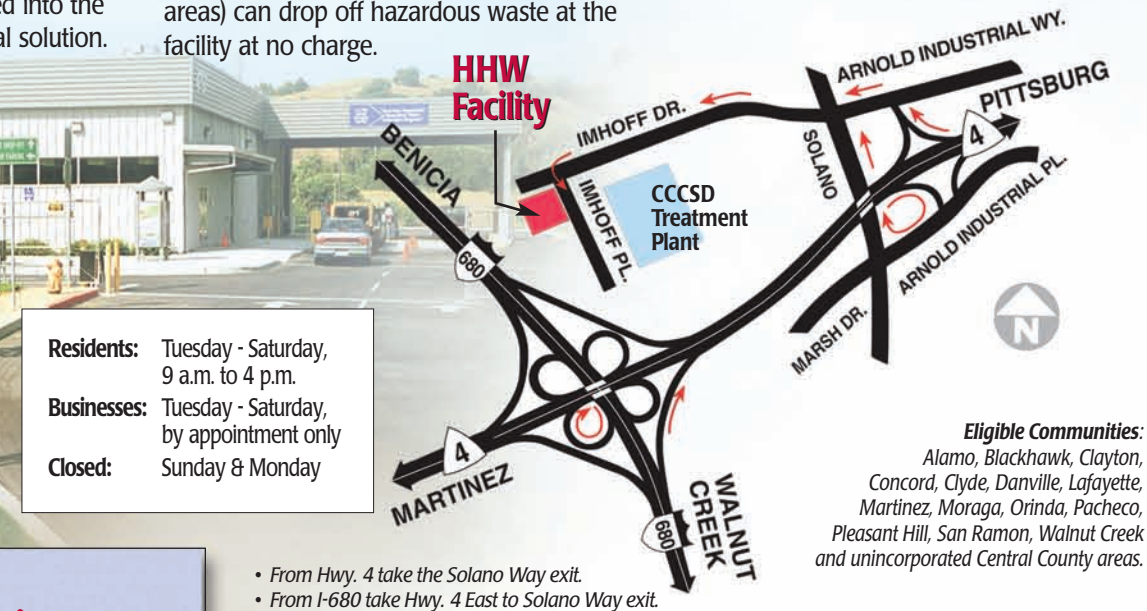 ed into the
al solution.
areas) can drop off hazardous waste at the
facility at no charge.
HHW
Facility
BENICIA
680
IMHOFF DR.
IMHOFF PL.
CCCSD
Treatment
Plant
SOLANO
ARNOLD INDUSTRIAL WY.
PITTSBURG
4
ARNOLD INDUSTRIAL PL.
MARSH DR.
N
4
MARTINEZ
680
WALNUT
CREEK
Residents: Tuesday - Saturday,
9 a.m. to 4 p.m.
Businesses: Tuesday - Saturday,
by appointment only
Closed: Sunday & Monday
Eligible Communities:
Alamo, Blackhawk, Clayton,
Concord, Clyde, Danville, Lafayette,
Martinez, Moraga, Orinda, Pacheco,
Pleasant Hill, San Ramon, Walnut Creek
and unincorporated Central County areas.
• From Hwy. 4 take the Solano Way exit.
• From I-680 take Hwy. 4 East to Solano Way exit.